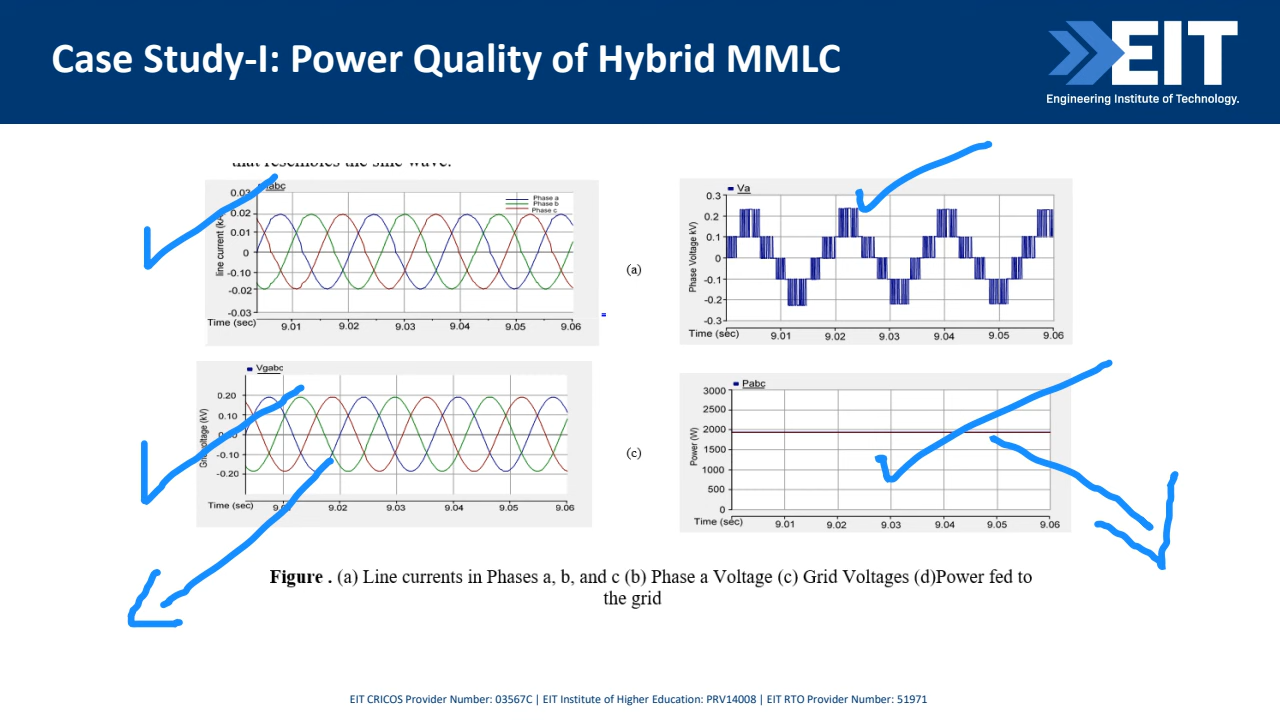 Case Study-I: Power Quality of Hybrid MMLC
EIT
Engineering Institute of Technology.
that resembles the sine wave.
Iabc
Phase a
Phase b
Phase c
line current (kA
0.03
0.02
0.01
0
-0.10
-0.02
-0.03
Time (sec)
9.01
9.02
9.03
9.04
9.05
9.06
(a)
Va
Phase Voltage kV)
0.3
0.2
0.1
0
-0.1
-0.2
-0.3
Time (sec)
9.01
9.02
9.03
9.04
9.05
9.06
Vgabc
Grid voltage (kV)
0.20
0.10
0.00
-0.10
-0.20
Time (sec)
9.01
9.02
9.03
9.04
9.05
9.06
(c)
Pabc
Power (W)
3000
2500
2000
1500
1000
500
0
Time (sec)
9.01
9.02
9.03
9.04
9.05
9.06
Figure . (a) Line currents in Phases a, b, and c (b) Phase a Voltage (c) Grid Voltages (d)Power fed to
the grid
EIT CRICOS Provider Number: 03567C | EIT Institute of Higher Education: PRV14008 | EIT RTO Provider Number: 51971